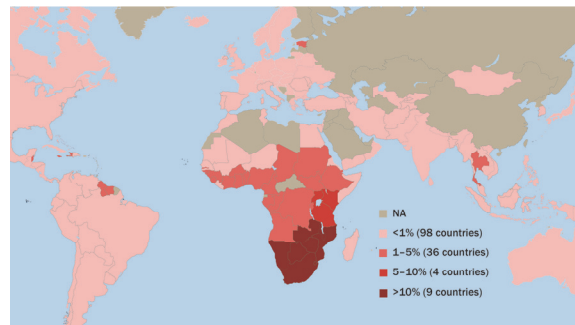 NA
<1% (98 countries)
1–5% (36 countries)
5–10% (4 countries)
>10% (9 countries)